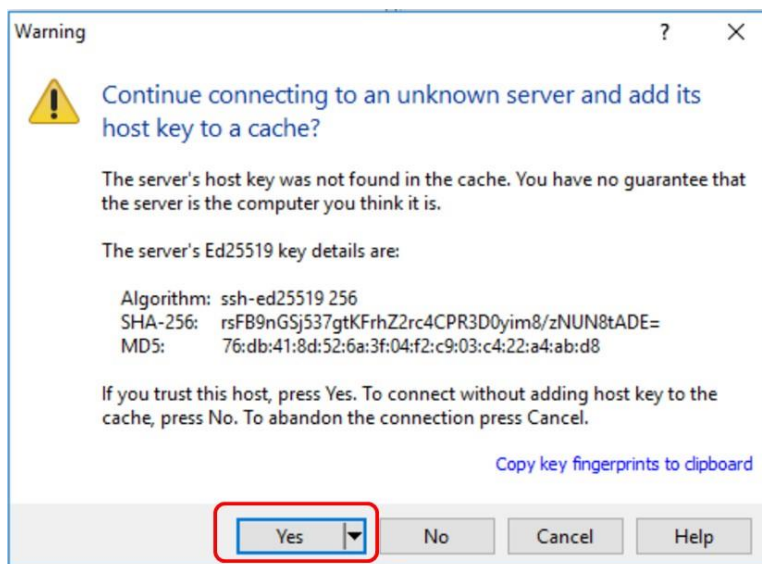 Warning
?
Continue connecting to an unknown server and add its
host key to a cache?
The server's host key was not found in the cache. You have no guarantee that
the server is the computer you think it is.
The server's Ed25519 key details are:
Algorithm: ssh-ed25519 256
SHA-256: rsFB9nGSj537gtKFrhZ2rc4CPR3D0yim8/zNUN8tADE=
MD5: 76:db:41:8d:52:6a:3f:04:f2:c9:03:c4:22:a4:ab:d8
If you trust this host, press Yes. To connect without adding host key to the
cache, press No. To abandon the connection press Cancel.
Copy key fingerprints to clipboard
Yes No Cancel Help